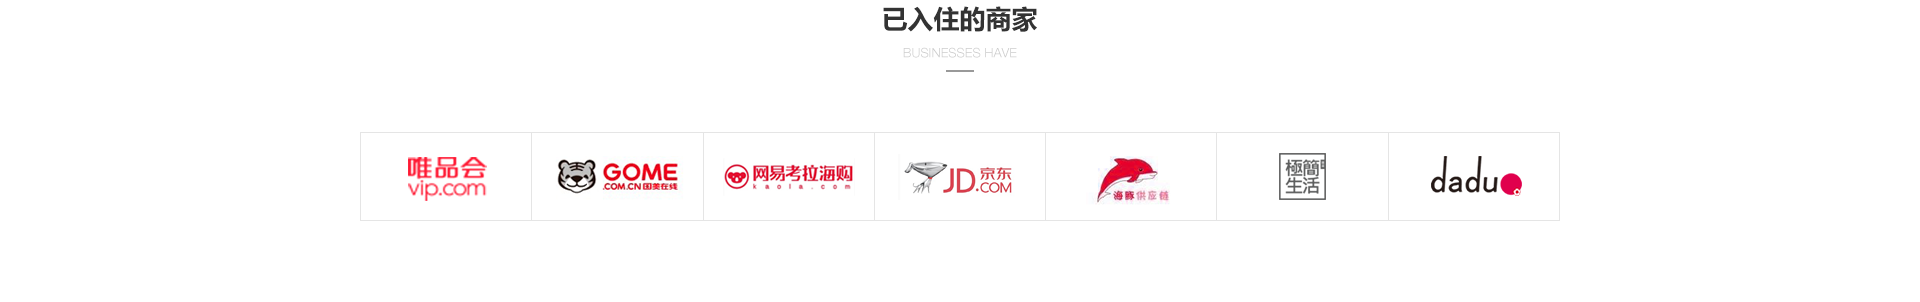 已入住的商家
BUSINESSES HAVE
唯品会
vip.com
GOME
.COM.CN 国美在线
网易考拉海购
kaola.com
JD.京东
.COM
海豚供应链
極簡
生活
daduo